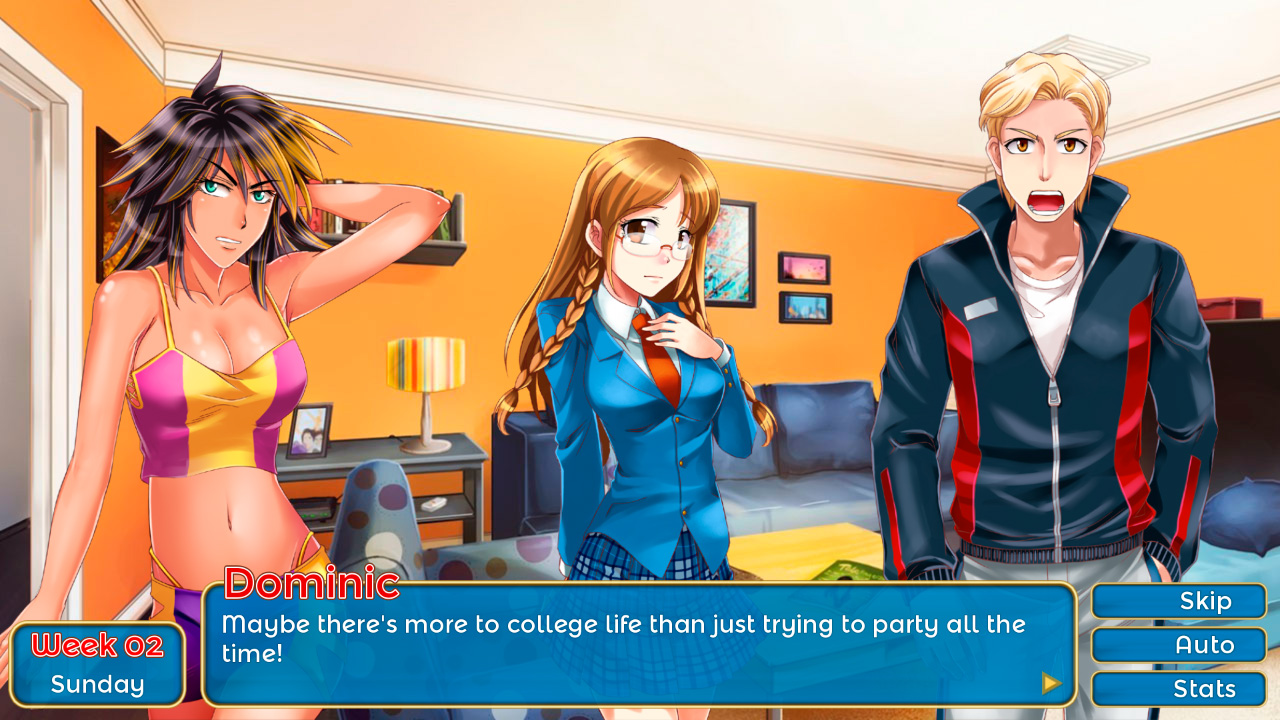 Dominic
Maybe there's more to college life than just trying to party all the
time!
Week 02
Sunday
Skip
Auto
Stats